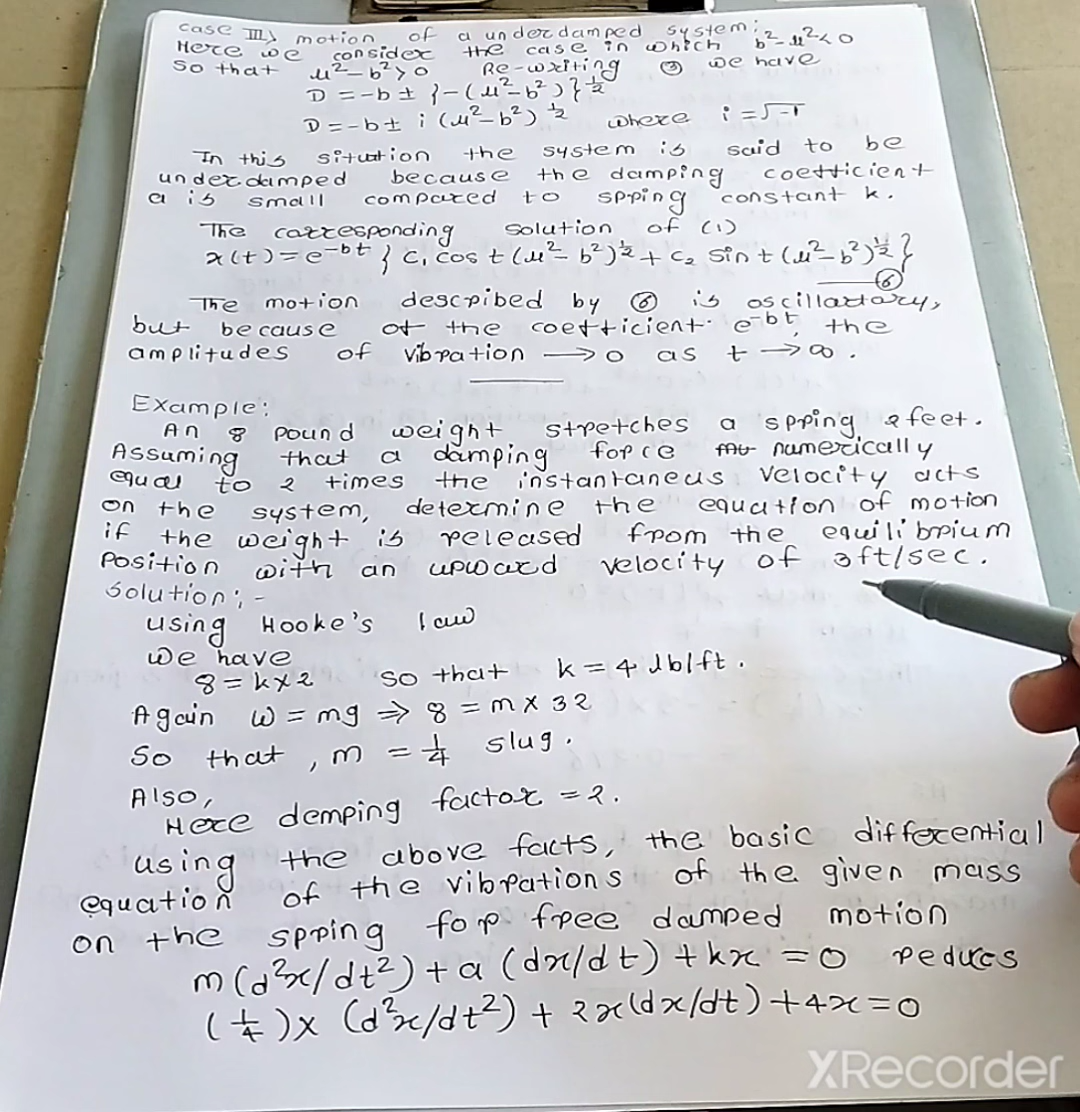 case III) motion of a underdamped system:
Here we consider the case in which b²-μ²<0
So that μ²-b²>0 Re-writing ③ we have
D = -b ± {-(μ²-b²)}^½
D = -b ± i (μ²-b²)^½ where i = √-1
In this situation the system is said to be
underdamped because the damping coefficient
a is small compared to spring constant k.
The corresponding solution of (1)
x(t) = e^-bt { c₁ cos t (μ²-b²)^½ + c₂ sin t (μ²-b²)^½ }
⑥
The motion described by ⑥ is oscillatory,
but because of the coefficient e^-bt, the
amplitudes of vibration → 0 as t → ∞.
Example:
An 8 pound weight stretches a spring 2 feet.
Assuming that a damping force numerically
equal to 2 times the instantaneus velocity acts
on the system, determine the equation of motion
if the weight is released from the equilibrium
Position with an upward velocity of 3ft/sec.
Solution:-
using Hooke's law
we have
8 = k×2 so that k = 4 lb/ft.
Again w = mg ⇒ 8 = m × 32
So that, m = 1/4 slug.
Also,
Here demping factor = 2.
using the above facts, the basic differential
equation of the vibrations of the given mass
on the spring for free damped motion
m(d²x/dt²) + a (dx/dt) + kx = 0 reduces
(1/4)× (d²x/dt²) + 2×(dx/dt) + 4x = 0
XRecorder